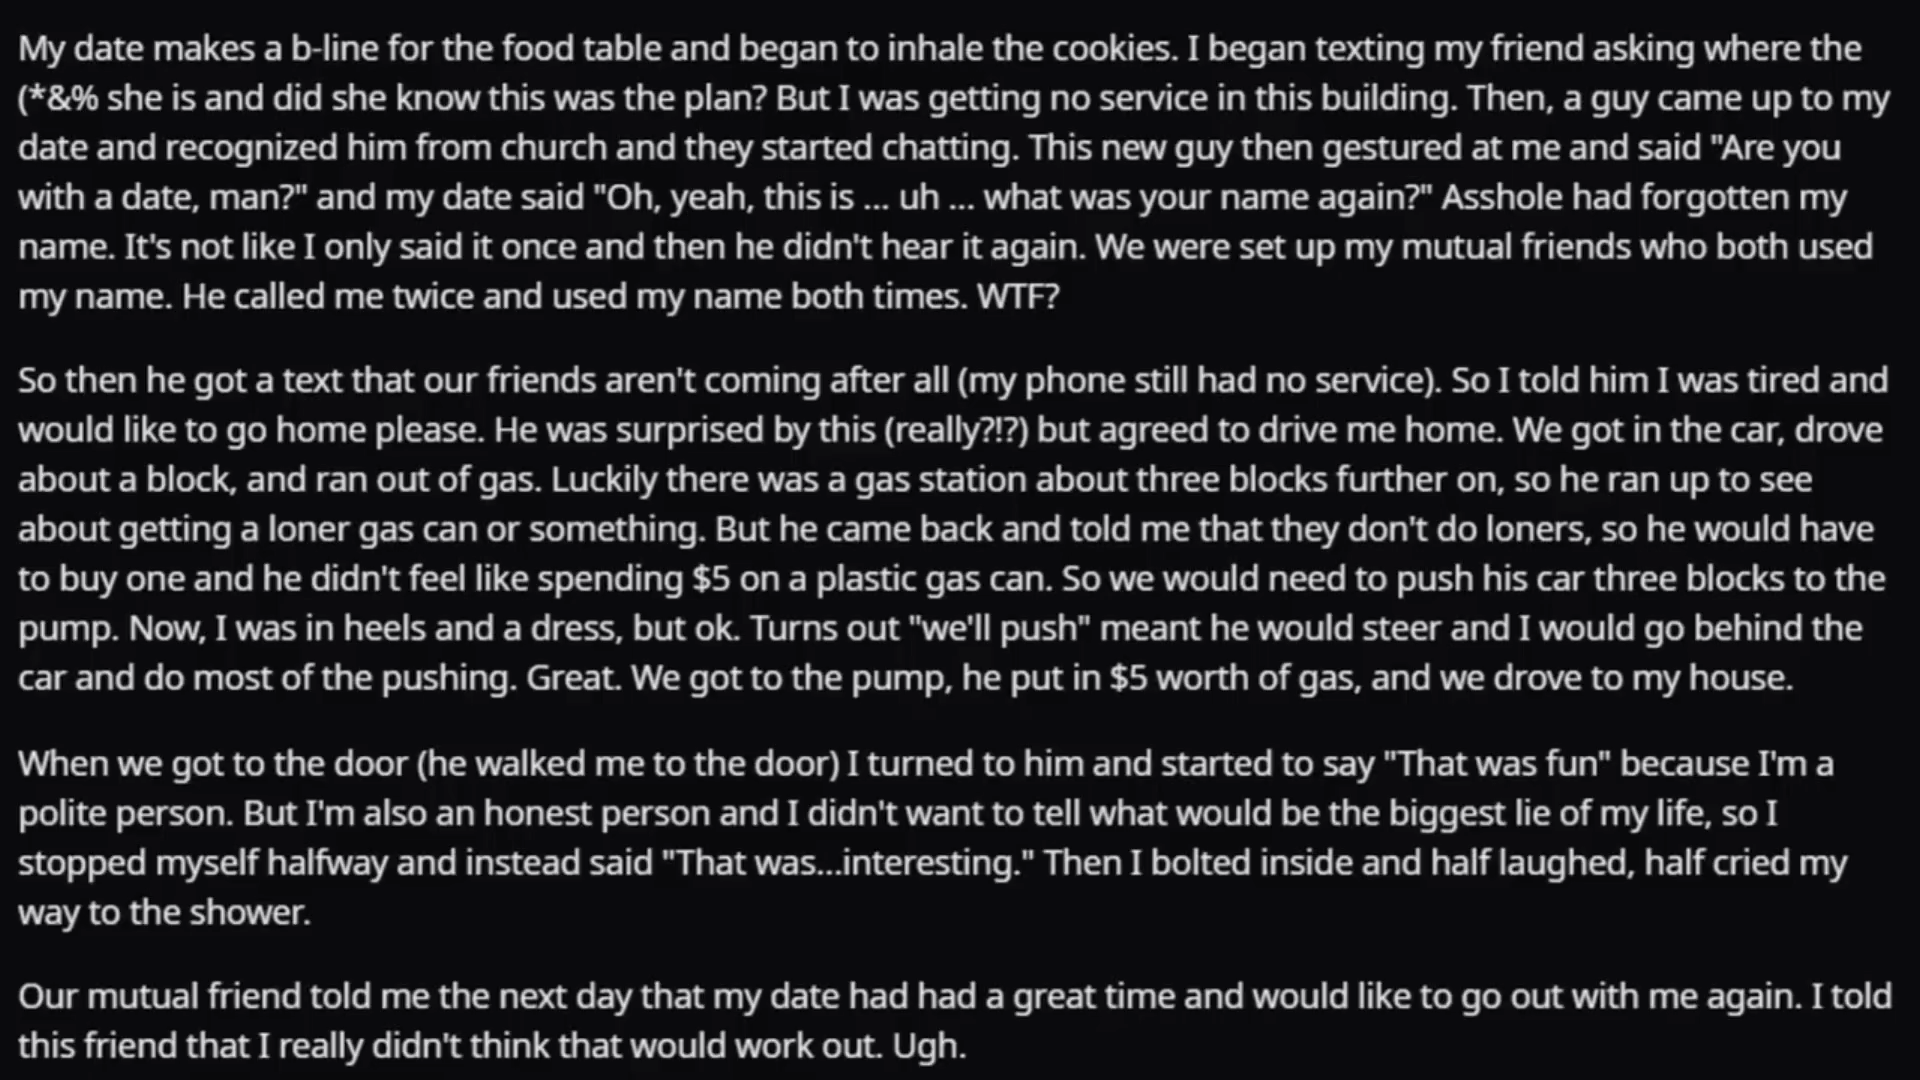 My date makes a b-line for the food table and began to inhale the cookies. I began texting my friend asking where the
(*&% she is and did she know this was the plan? But I was getting no service in this building. Then, a guy came up to my
date and recognized him from church and they started chatting. This new guy then gestured at me and said "Are you
with a date, man?" and my date said "Oh, yeah, this is ... uh ... what was your name again?" Asshole had forgotten my
name. It's not like I only said it once and then he didn't hear it again. We were set up my mutual friends who both used
my name. He called me twice and used my name both times. WTF?
So then he got a text that our friends aren't coming after all (my phone still had no service). So I told him I was tired and
would like to go home please. He was surprised by this (really?!?) but agreed to drive me home. We got in the car, drove
about a block, and ran out of gas. Luckily there was a gas station about three blocks further on, so he ran up to see
about getting a loner gas can or something. But he came back and told me that they don't do loners, so he would have
to buy one and he didn't feel like spending $5 on a plastic gas can. So we would need to push his car three blocks to the
pump. Now, I was in heels and a dress, but ok. Turns out "we'll push" meant he would steer and I would go behind the
car and do most of the pushing. Great. We got to the pump, he put in $5 worth of gas, and we drove to my house.
When we got to the door (he walked me to the door) I turned to him and started to say "That was fun" because I'm a
polite person. But I'm also an honest person and I didn't want to tell what would be the biggest lie of my life, so I
stopped myself halfway and instead said "That was...interesting." Then I bolted inside and half laughed, half cried my
way to the shower.
Our mutual friend told me the next day that my date had had a great time and would like to go out with me again. I told
this friend that I really didn't think that would work out. Ugh.